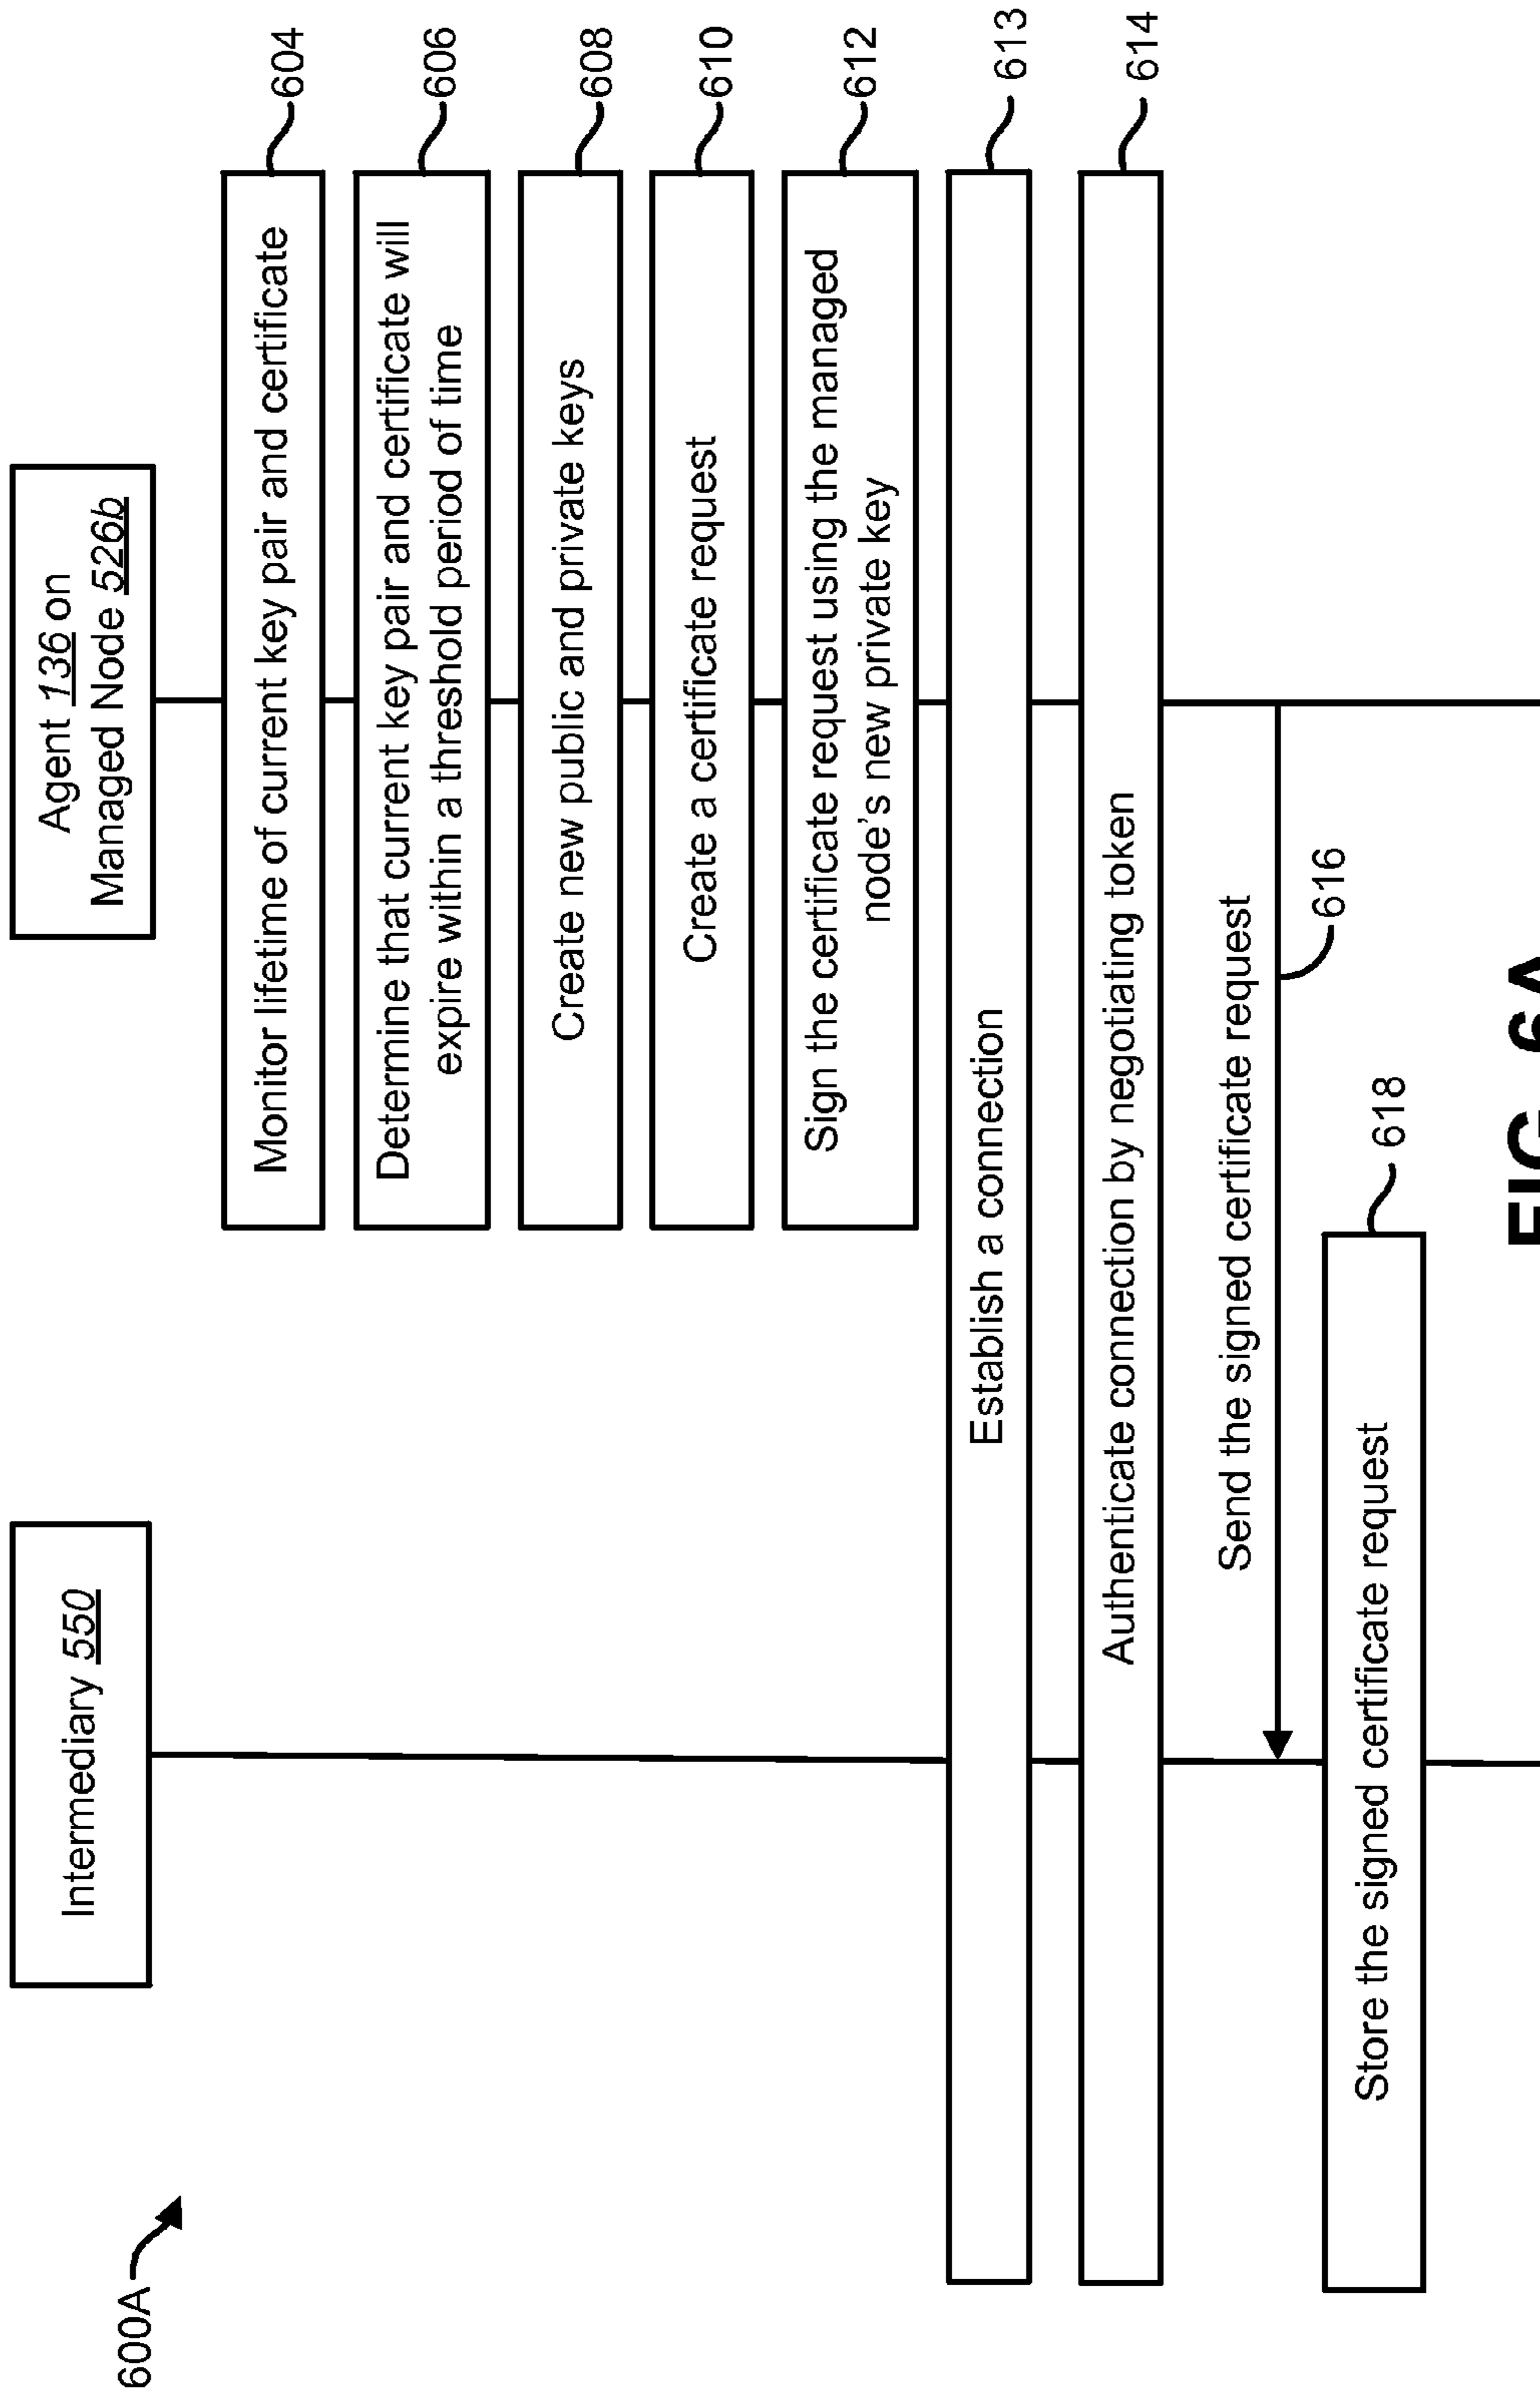 600A
Intermediary 550
Agent 136 on
Managed Node 526b
Monitor lifetime of current key pair and certificate
604
Determine that current key pair and certificate will
expire within a threshold period of time
606
Create new public and private keys
608
Create a certificate request
610
Sign the certificate request using the managed
node's new private key
612
Establish a connection
613
Authenticate connection by negotiating token
614
Send the signed certificate request
616
Store the signed certificate request
618
FIG. 6A